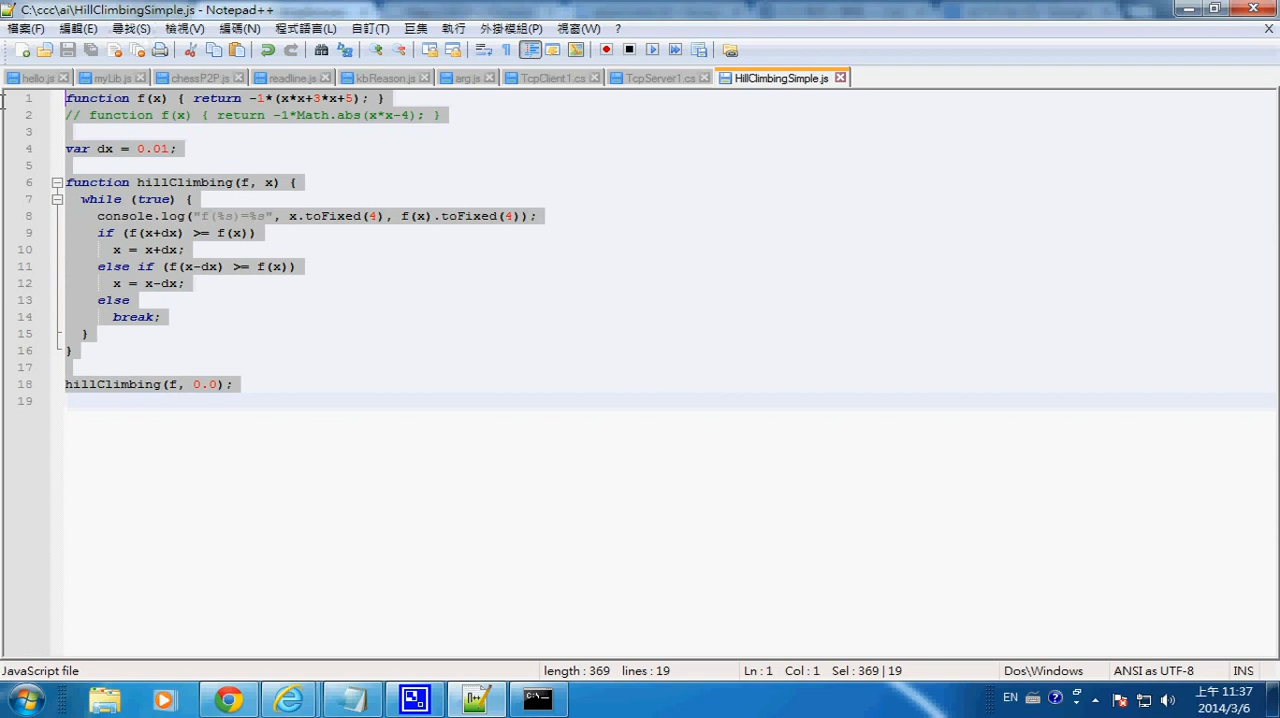 C:\ccc\ai\HillClimbingSimple.js - Notepad++
檔案(F) 編輯(E) 尋找(S) 檢視(V) 編碼(N) 程式語言(L) 自訂(T) 巨集 執行 外掛模組(P) 視窗(W) ? X
hello.js myLib.js chessP2P.js readline.js kbReason.js arg.js TcpClient1.cs TcpServer1.cs HillClimbingSimple.js
1 function f(x) { return -1*(x*x+3*x+5); }
2 // function f(x) { return -1*Math.abs(x*x-4); }
3
4 var dx = 0.01;
5
6 function hillClimbing(f, x) {
7 while (true) {
8 console.log("f(%s)=%s", x.toFixed(4), f(x).toFixed(4));
9 if (f(x+dx) >= f(x))
10 x = x+dx;
11 else if (f(x-dx) >= f(x))
12 x = x-dx;
13 else
14 break;
15 }
16 }
17
18 hillClimbing(f, 0.0);
19
JavaScript file length : 369 lines : 19 Ln : 1 Col : 1 Sel : 369 | 19 Dos\Windows ANSI as UTF-8 INS
EN 上午 11:37
2014/3/6